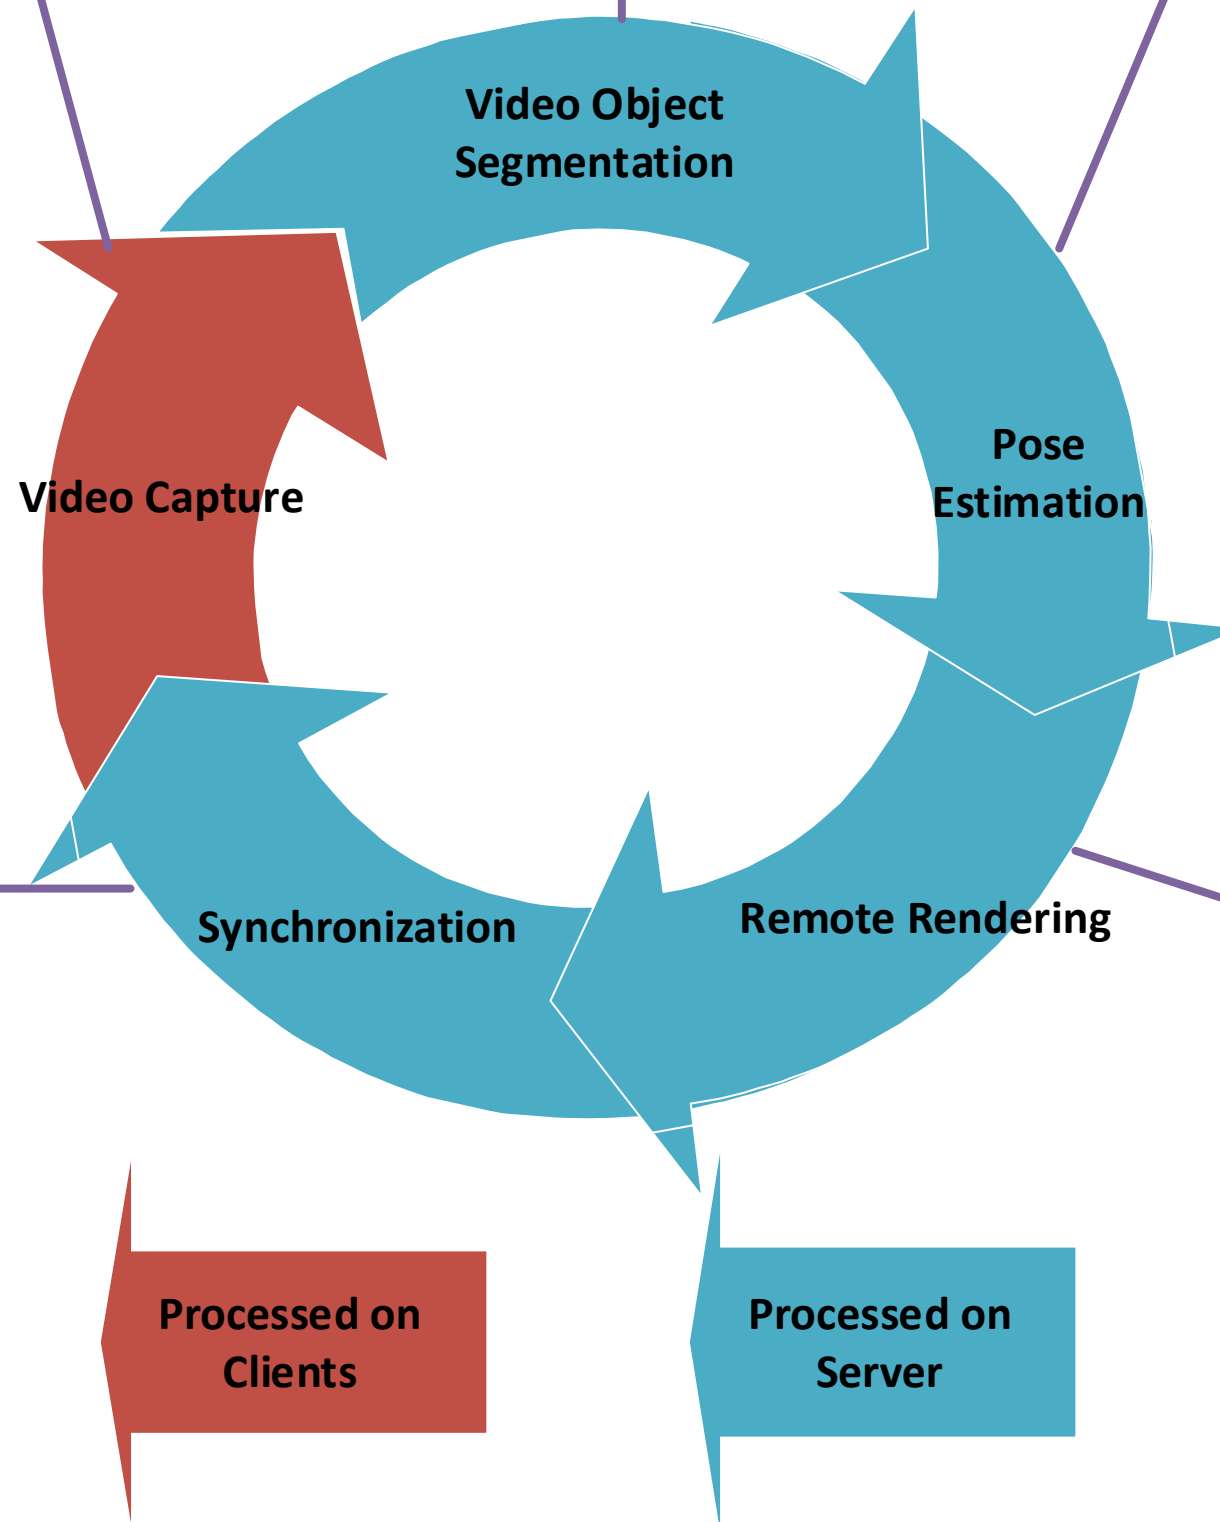 Video Object
Segmentation
Pose
Estimation
Video Capture
Remote Rendering
Synchronization
Processed on
Clients
Processed on
Server